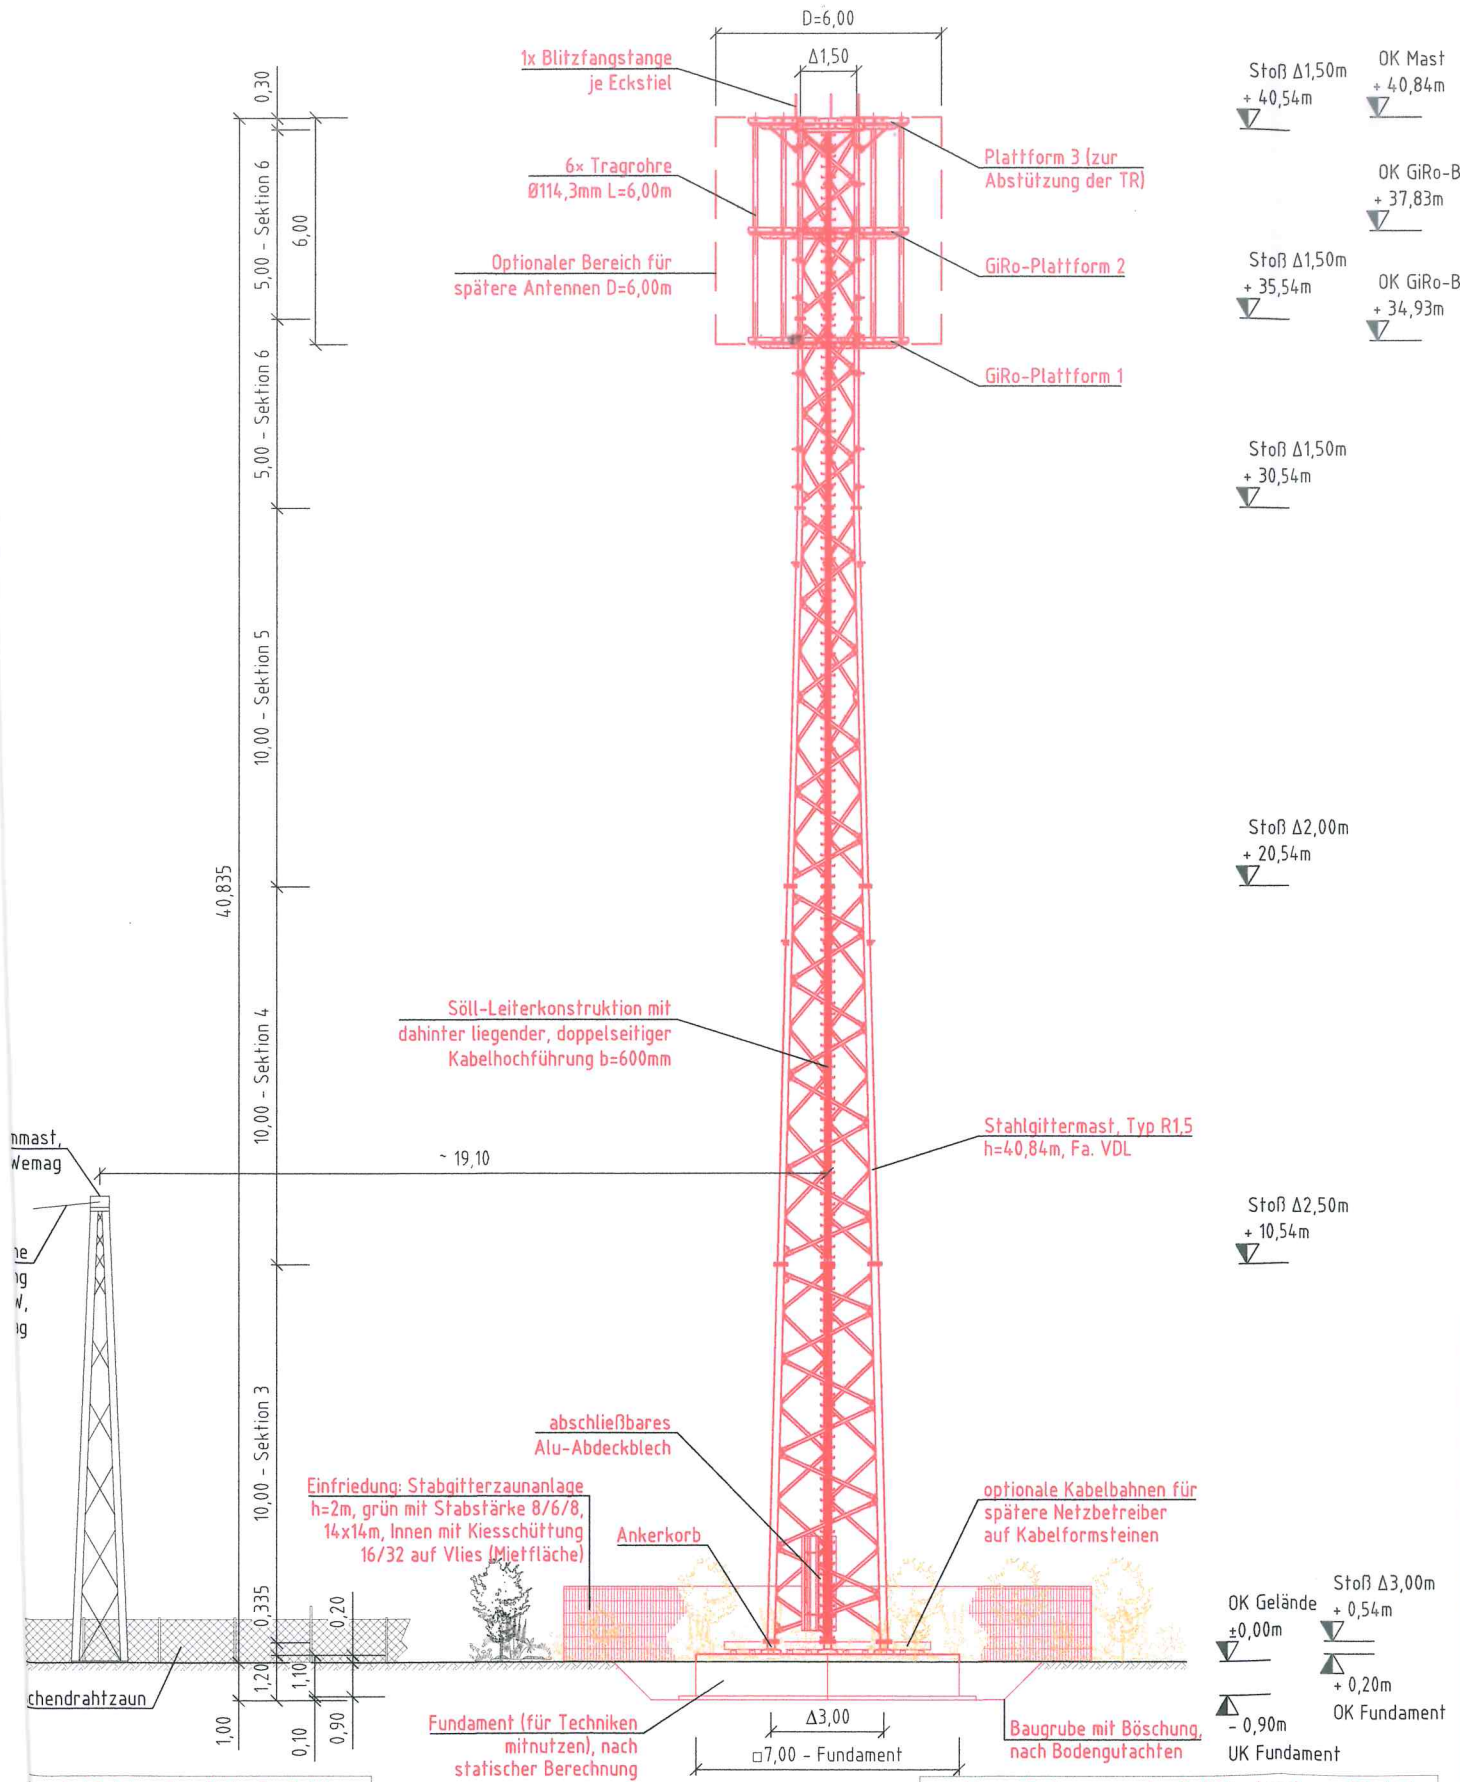 D=6,00
Δ1,50
1x Blitzfangstange
je Eckstiel
Stoß Δ1,50m
+ 40,54m
OK Mast
+ 40,84m
0,30
6x Tragrohre
Ø114,3mm L=6,00m
Plattform 3 (zur
Abstützung der TR)
OK GiRo-B
+ 37,83m
5,00 - Sektion 6
6,00
Optionaler Bereich für
spätere Antennen D=6,00m
GiRo-Plattform 2
Stoß Δ1,50m
+ 35,54m
OK GiRo-B
+ 34,93m
GiRo-Plattform 1
5,00 - Sektion 6
Stoß Δ1,50m
+ 30,54m
10,00 - Sektion 5
Stoß Δ2,00m
+ 20,54m
40,835
Söll-Leiterkonstruktion mit
dahinter liegender, doppelseitiger
Kabelhochführung b=600mm
10,00 - Sektion 4
Stahlgittermast, Typ R1,5
h=40,84m, Fa. VDL
nmast,
Wemag
~ 19,10
Stoß Δ2,50m
+ 10,54m
ne
ng
W,
ag
10,00 - Sektion 3
abschließbares
Alu-Abdeckblech
Einfriedung: Stabgitterzaunanlage
h=2m, grün mit Stabstärke 8/6/8,
14x14m, Innen mit Kiesschüttung
16/32 auf Vlies (Mietfläche)
Ankerkorb
optionale Kabelbahnen für
spätere Netzbetreiber
auf Kabelformsteinen
0,335
0,20
OK Gelände
±0,00m
Stoß Δ3,00m
+ 0,54m
+ 0,20m
OK Fundament
- 0,90m
UK Fundament
chendrahtzaun
1,20
1,10
1,00
0,10
0,90
Fundament (für Techniken
mitnutzen), nach
statischer Berechnung
Δ3,00
□7,00 - Fundament
Baugrube mit Böschung,
nach Bodengutachten